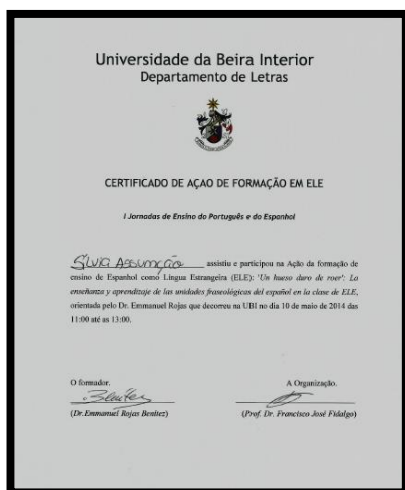 Universidade da Beira Interior
Departamento de Letras
CERTIFICADO DE AÇAO DE FORMAÇÃO EM ELE
I Jornadas de Ensino do Português e do Espanhol
Sílvia Assumção assistiu e participou na Ação da formação de
ensino de Espanhol como Língua Estrangeira (ELE): 'Un hueso duro de roer': La
enseñanza y aprendizaje de las unidades fraseológicas del español en la clase de ELE,
orientada pelo Dr. Emmanuel Rojas que decorreu na UBI no dia 10 de maio de 2014 das
11:00 até as 13:00.
O formador. A Organização.
Benítez
(Dr. Emmanuel Rojas Benítez) (Prof. Dr. Francisco José Fidalgo)